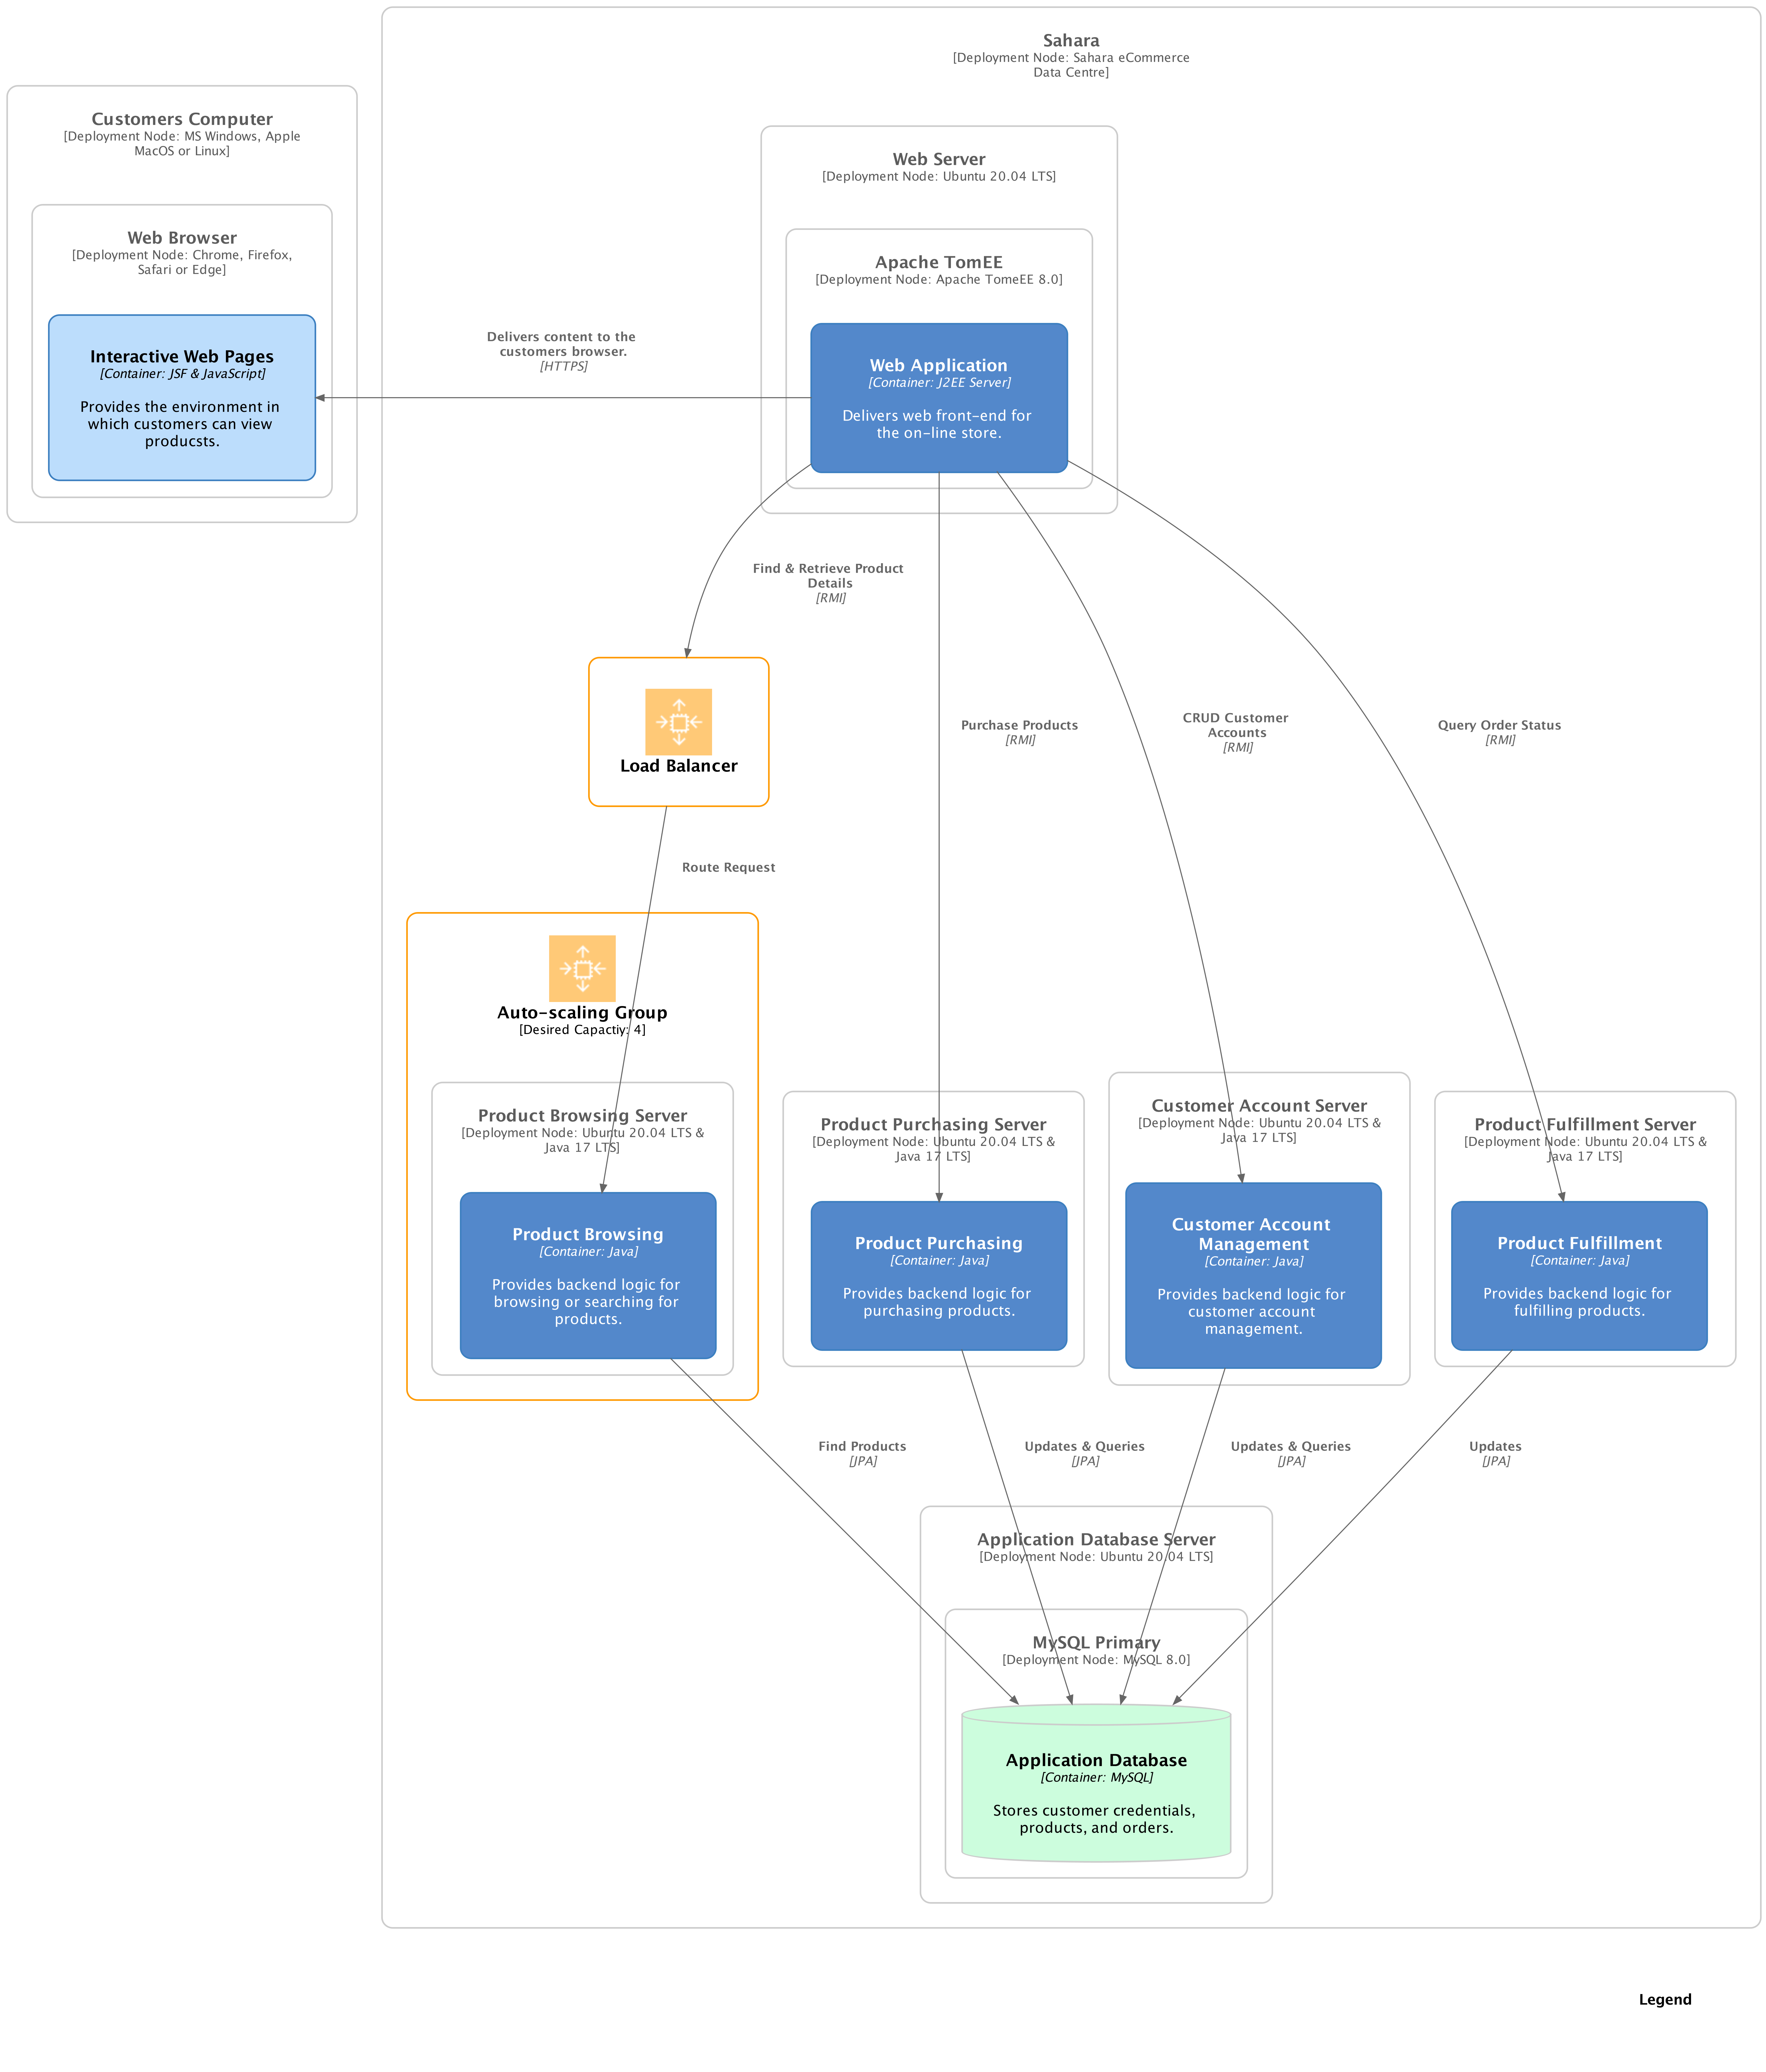 Sahara
[Deployment Node: Sahara eCommerce
Data Centre]
Customers Computer
[Deployment Node: MS Windows, Apple
MacOS or Linux]
Web Browser
[Deployment Node: Chrome, Firefox,
Safari or Edge]
Interactive Web Pages
[Container: JSF & JavaScript]
Provides the environment in
which customers can view
producsts.
Delivers content to the
customers browser.
[HTTPS]
Web Server
[Deployment Node: Ubuntu 20.04 LTS]
Apache TomEE
[Deployment Node: Apache TomeEE 8.0]
Web Application
[Container: J2EE Server]
Delivers web front-end for
the on-line store.
Find & Retrieve Product
Details
[RMI]
Load Balancer
Purchase Products
[RMI]
CRUD Customer
Accounts
[RMI]
Query Order Status
[RMI]
Route Request
Auto-scaling Group
[Desired Capactiy: 4]
Product Browsing Server
[Deployment Node: Ubuntu 20.04 LTS &
Java 17 LTS]
Product Browsing
[Container: Java]
Provides backend logic for
browsing or searching for
products.
Product Purchasing Server
[Deployment Node: Ubuntu 20.04 LTS &
Java 17 LTS]
Product Purchasing
[Container: Java]
Provides backend logic for
purchasing products.
Customer Account Server
[Deployment Node: Ubuntu 20.04 LTS &
Java 17 LTS]
Customer Account
Management
[Container: Java]
Provides backend logic for
customer account
management.
Product Fulfillment Server
[Deployment Node: Ubuntu 20.04 LTS &
Java 17 LTS]
Product Fulfillment
[Container: Java]
Provides backend logic for
fulfilling products.
Find Products
[JPA]
Updates & Queries
[JPA]
Updates & Queries
[JPA]
Updates
[JPA]
Application Database Server
[Deployment Node: Ubuntu 20.04 LTS]
MySQL Primary
[Deployment Node: MySQL 8.0]
Application Database
[Container: MySQL]
Stores customer credentials,
products, and orders.
Legend